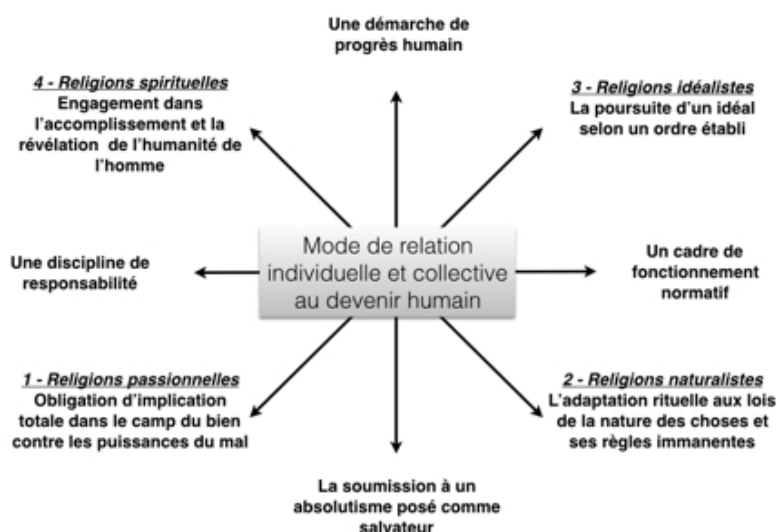 Une démarche de
progrès humain
4 - Religions spirituelles
Engagement dans
l'accomplissement et la
révélation de l'humanité de
l'homme
3 - Religions idéalistes
La poursuite d'un idéal
selon un ordre établi
Une discipline de
responsabilité
Mode de relation
individuelle et collective
au devenir humain
Un cadre de
fonctionnement
normatif
1 - Religions passionnelles
Obligation d'implication
totale dans le camp du bien
contre les puissances du mal
2 - Religions naturalistes
L'adaptation rituelle aux lois
de la nature des choses et
ses règles immanentes
La soumission à un
absolutisme posé comme
salvateur